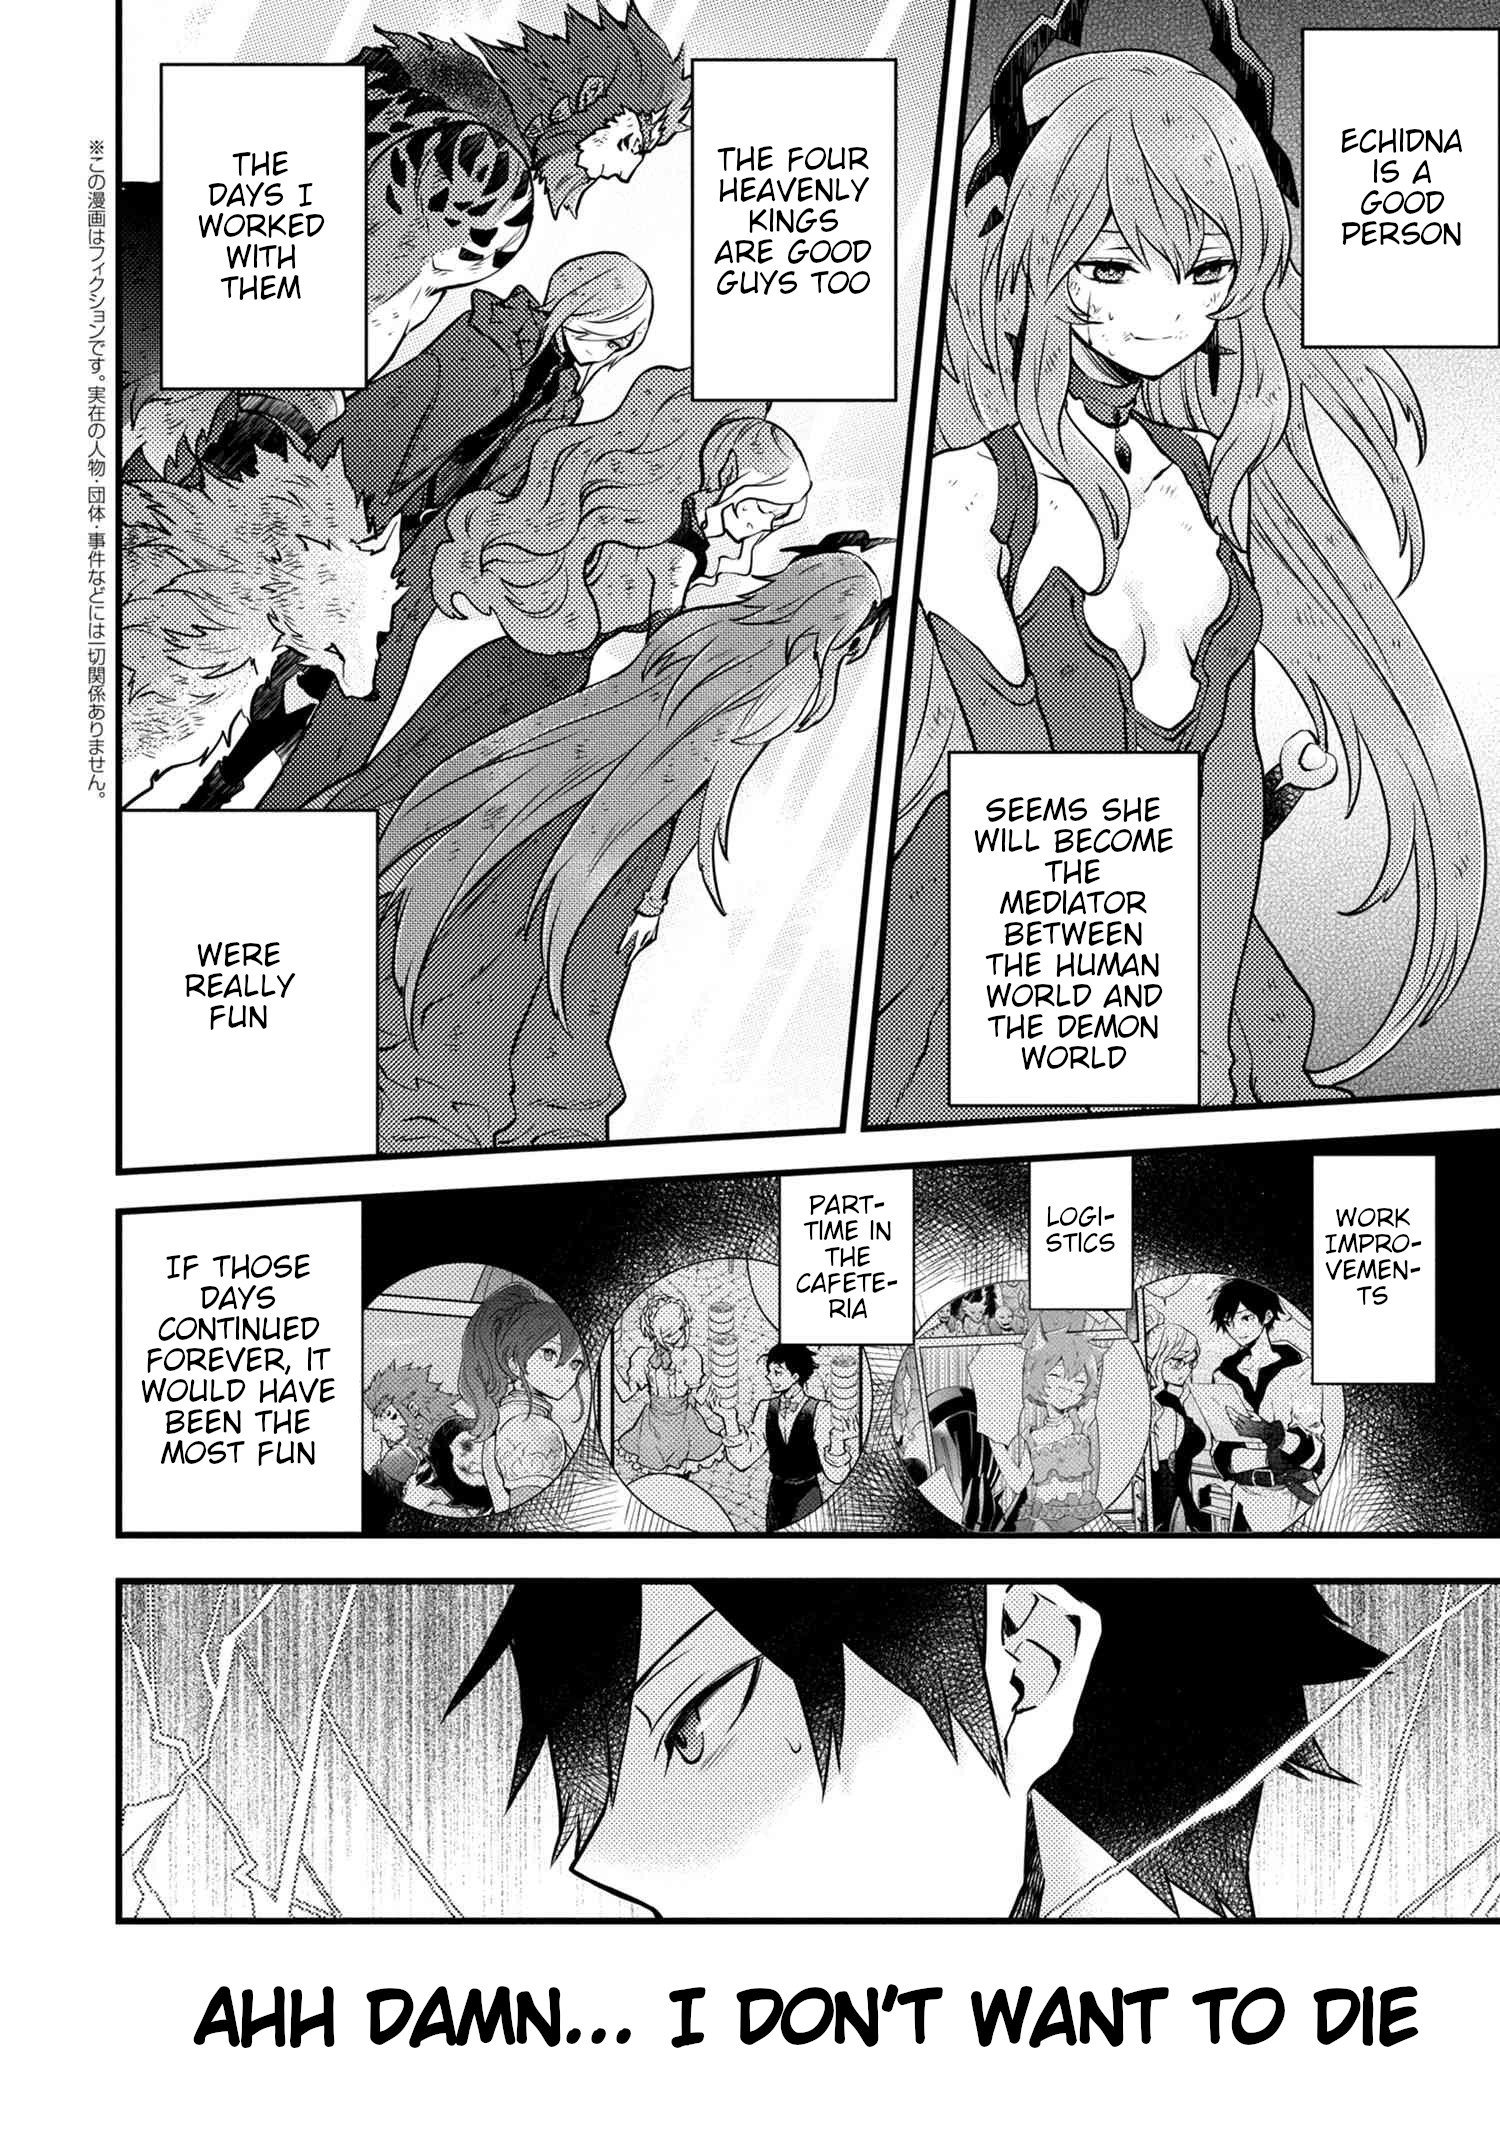 ECHIDNA
IS A
GOOD
PERSON
SEEMS SHE
WILL BECOME
THE
MEDIATOR
BETWEEN
THE HUMAN
WORLD AND
THE DEMON
WORLD
THE FOUR
HEAVENLY
KINGS
ARE GOOD
GUYS TOO
THE
DAYS I
WORKED
WITH
THEM
WERE
REALLY
FUN
※この漫画はフィクションです。実在の人物・団体・事件などには一切関係ありません。
WORK
IMPRO-
VEMEN-
TS
LOGI-
STICS
PART-
TIME IN
THE
CAFETE-
RIA
IF THOSE
DAYS
CONTINUED
FOREVER, IT
WOULD HAVE
BEEN THE
MOST FUN
AHH DAMN... I DON'T WANT TO DIE